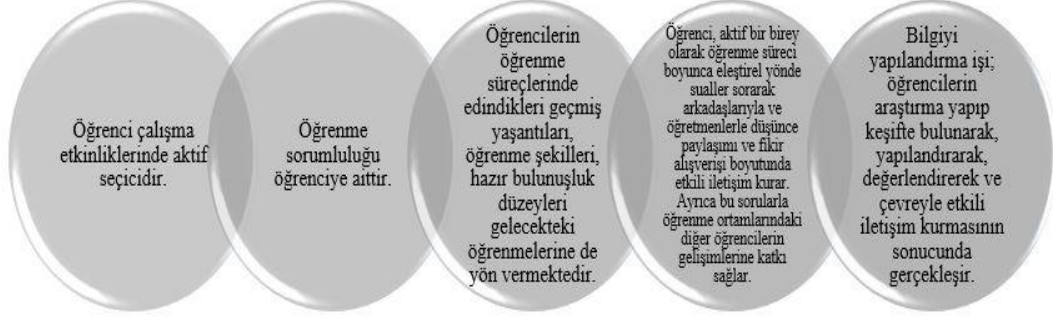 Öğrenci çalışma
etkinliklerinde aktif
seçicidir.
Öğrenme
sorumluluğu
öğrenciye aittir.
Öğrencilerin
öğrenme
süreçlerinde
edindikleri geçmiş
yaşantıları,
öğrenme şekilleri,
hazır bulunuşluk
düzeyleri
gelecekteki
öğrenmelerine de
yön vermektedir.
Öğrenci, aktif bir birey
olarak öğrenme süreci
boyunca eleştirel yönde
sualler sorarak
arkadaşlarıyla ve
öğretmenlerle düşünce
paylaşımı ve fikir
alışverişi boyutunda
etkili iletişim kurar.
Ayrıca bu sorularla
öğrenme ortamlarındaki
diğer öğrencilerin
gelişimlerine katkı
sağlar.
Bilgiyi
yapılandırma işi;
öğrencilerin
araştırma yapıp
keşifte bulunarak,
yapılandırarak,
değerlendirerek ve
çevreyle etkili
iletişim kurmasının
sonucunda
gerçekleşir.